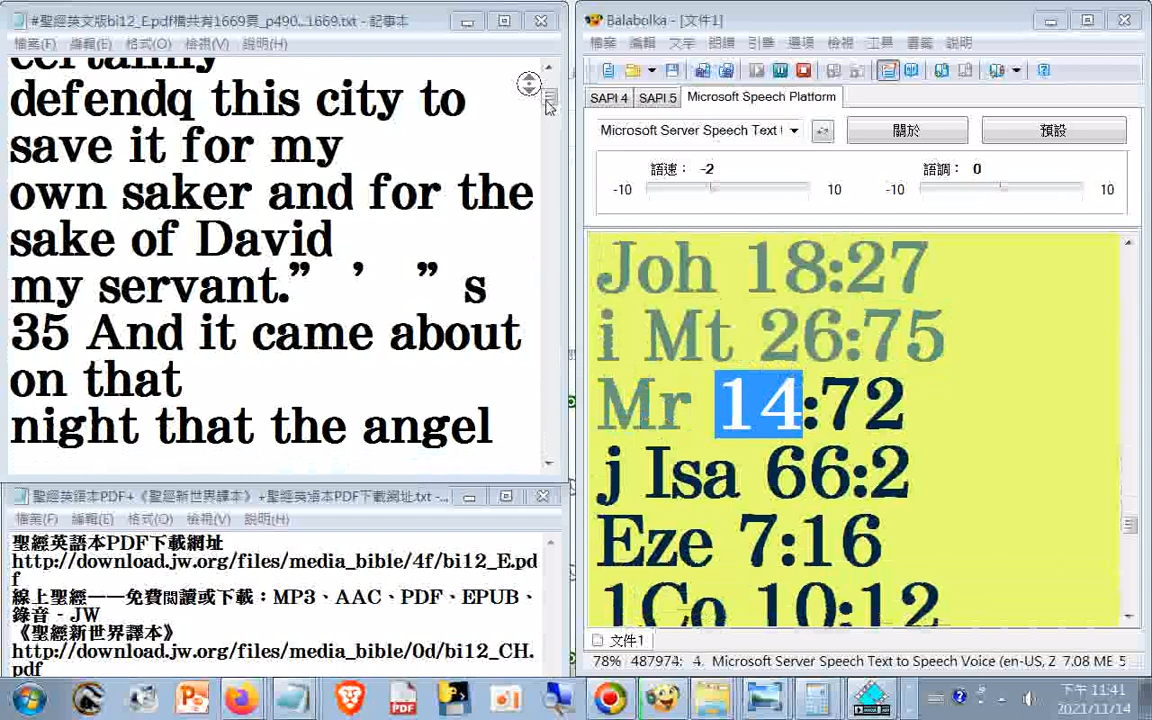 #聖經英文版bi12_E.pdf橫共有1669頁_p490...1669.txt - 記事本
檔案(F) 編輯(E) 格式(O) 檢視(V) 說明(H)
certainly
defendq this city to
save it for my
own saker and for the
sake of David
my servant.” ’ ”s
35 And it came about
on that
night that the angel
聖經英語本PDF+《聖經新世界譯本》+聖經英語本PDF下載網址.txt -...
檔案(F) 編輯(E) 格式(O) 檢視(V) 說明(H)
聖經英語本PDF下載網址
http://download.jw.org/files/media_bible/4f/bi12_E.pd
f
線上聖經——免費閱讀或下載：MP3、AAC、PDF、EPUB、
錄音 - JW
《聖經新世界譯本》
http://download.jw.org/files/media_bible/0d/bi12_CH.
pdf
Balabolka - [文件1]
檔案 編輯 文字 朗讀 引擎 選項 檢視 工具 書籤 說明
SAPI 4 SAPI 5 Microsoft Speech Platform
Microsoft Server Speech Text 關於 預設
語速： -2 語調： 0
-10 10 -10 10
Joh 18:27
i Mt 26:75
Mr 14:72
j Isa 66:2
Eze 7:16
1Co 10:12
文件1
78% 487974: 4. Microsoft Server Speech Text to Speech Voice (en-US, Z 7.08 ME 5
PDF
下午 11:41
2021/11/14